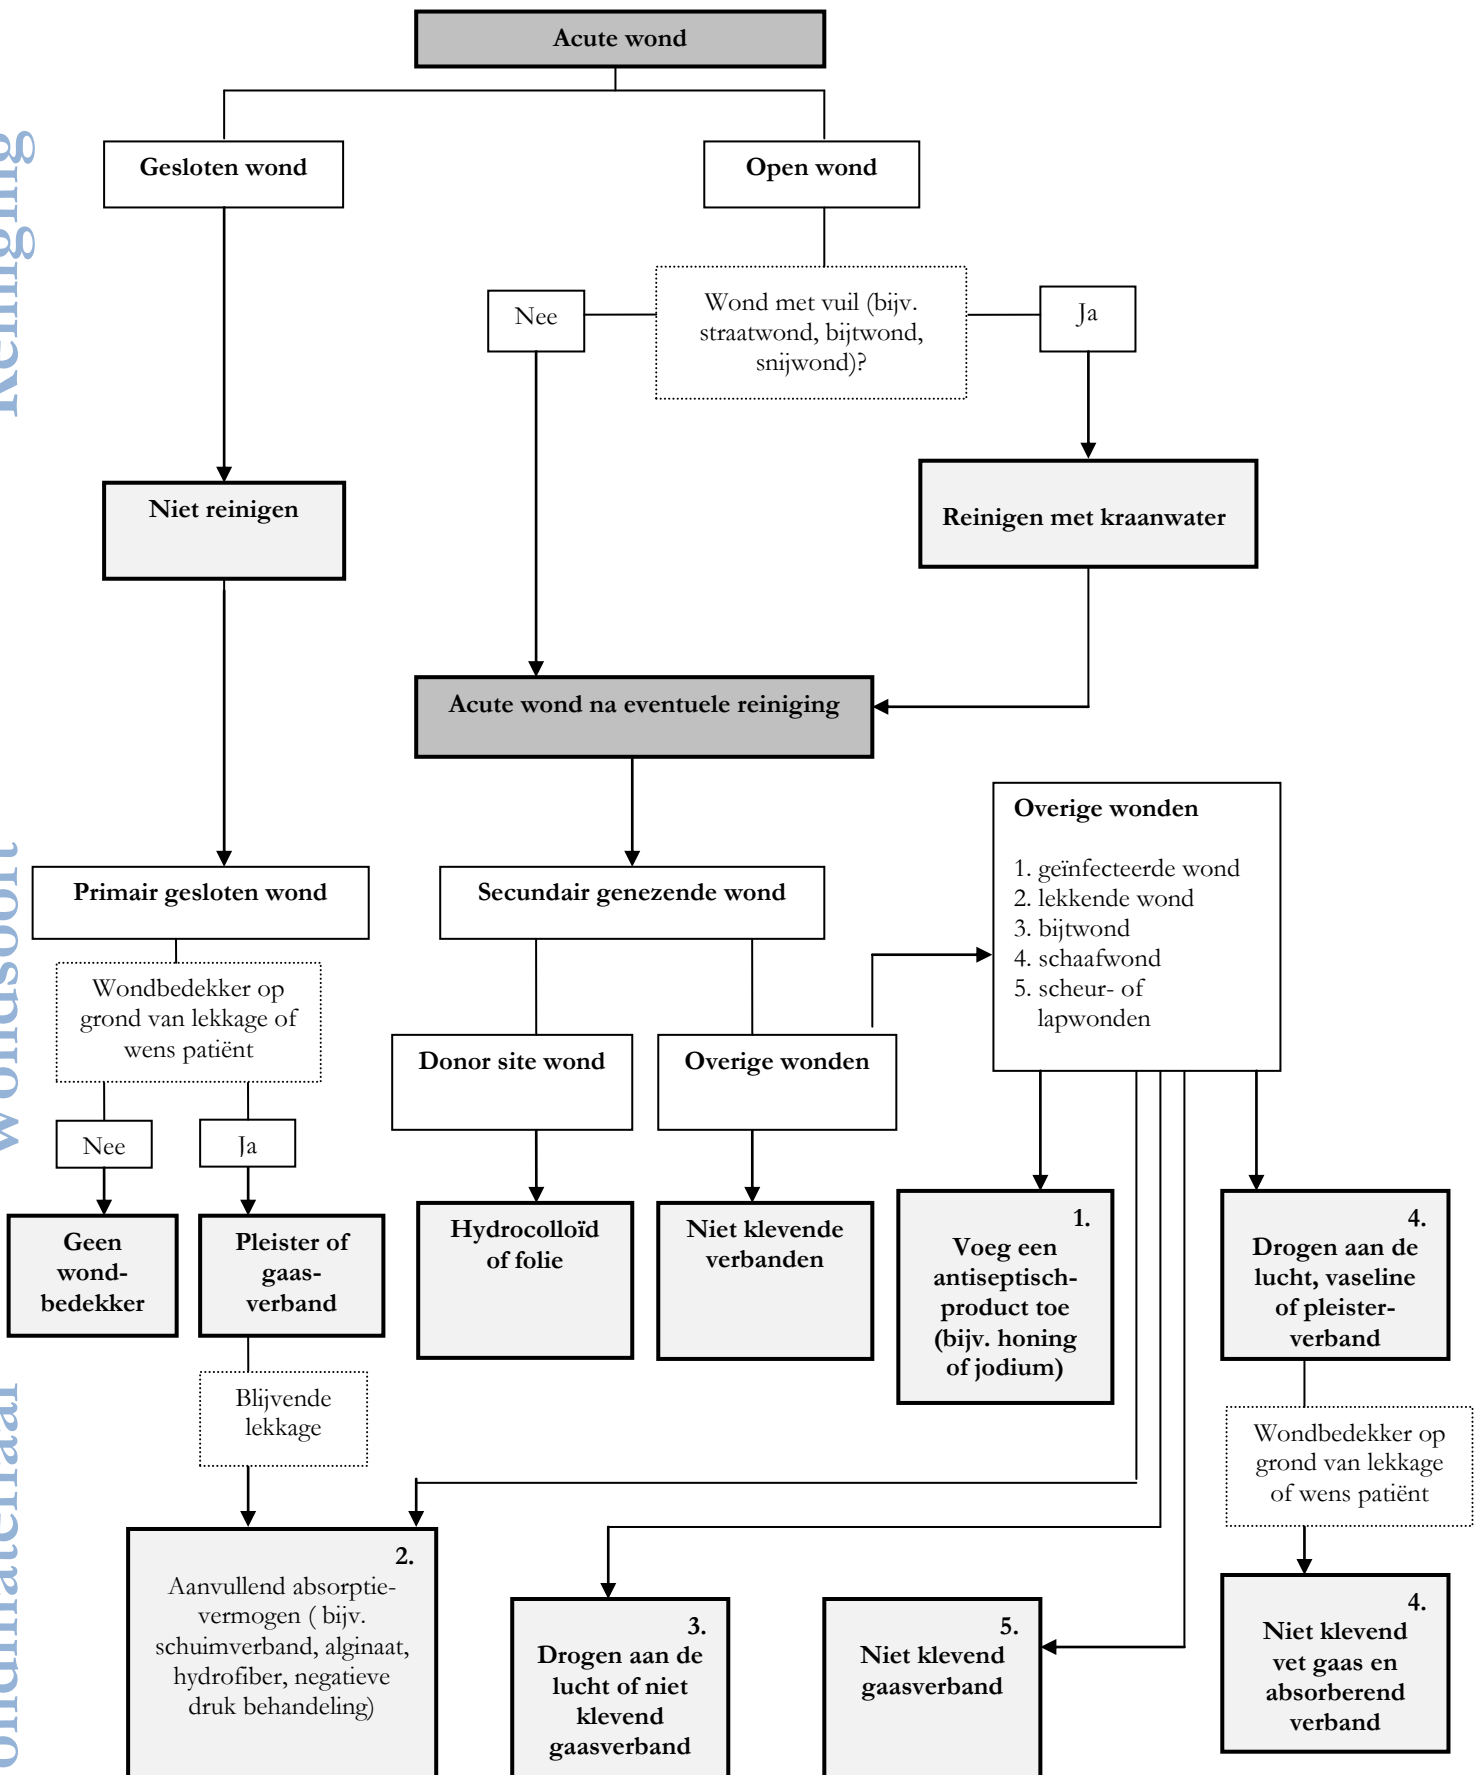 Acute wond
Gesloten wond
Open wond
Reiniging
Nee
Wond met vuil (bijv.
straatwond, bijtwond,
snijwond)?
Ja
Niet reinigen
Reinigen met kraanwater
Acute wond na eventuele reiniging
Wondsoort
Primair gesloten wond
Secundair genezende wond
Overige wonden
1. geïnfecteerde wond
2. lekkende wond
3. bijtwond
4. schaafwond
5. scheur- of
lapwonden
Wondbedekker op
grond van lekkage of
wens patiënt
Donor site wond
Overige wonden
Nee
Ja
Geen
wond-
bedekker
Pleister of
gaas-
verband
Hydrocolloïd
of folie
Niet klevende
verbanden
1.
Voeg een
antiseptisch-
product toe
(bijv. honing
of jodium)
4.
Drogen aan de
lucht, vaseline
of pleister-
verband
Blijvende
lekkage
Wondbedekker op
grond van lekkage
of wens patiënt
ondmateriaal
2.
Aanvullend absorptie-
vermogen ( bijv.
schuimverband, alginaat,
hydrofiber, negatieve
druk behandeling)
3.
Drogen aan de
lucht of niet
klevend
gaasverband
5.
Niet klevend
gaasverband
4.
Niet klevend
vet gaas en
absorberend
verband